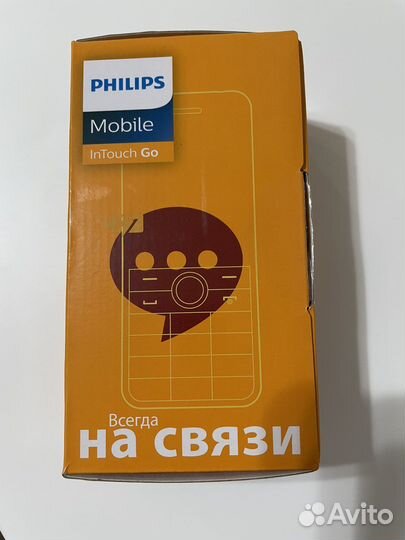 PHILIPS
Mobile
InTouch Go
Всегда
на связи
Avito